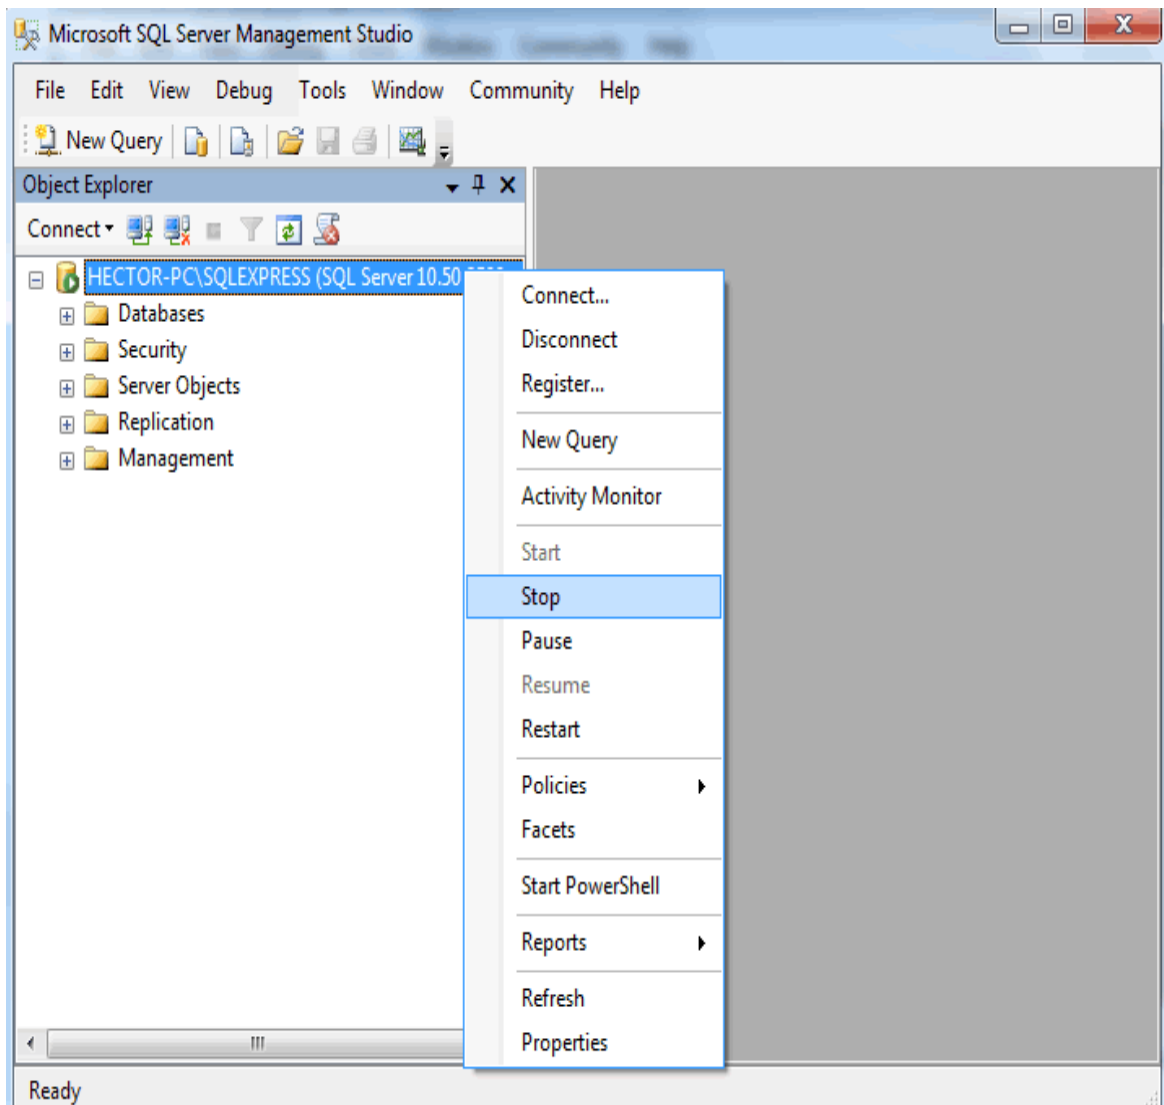 Microsoft SQL Server Management Studio
File Edit View Debug Tools Window Community Help
New Query
Object Explorer
Connect
HECTOR-PC\SQLEXPRESS (SQL Server 10.50
Databases
Security
Server Objects
Replication
Management
Connect...
Disconnect
Register...
New Query
Activity Monitor
Start
Stop
Pause
Resume
Restart
Policies
Facets
Start PowerShell
Reports
Refresh
Properties
Ready